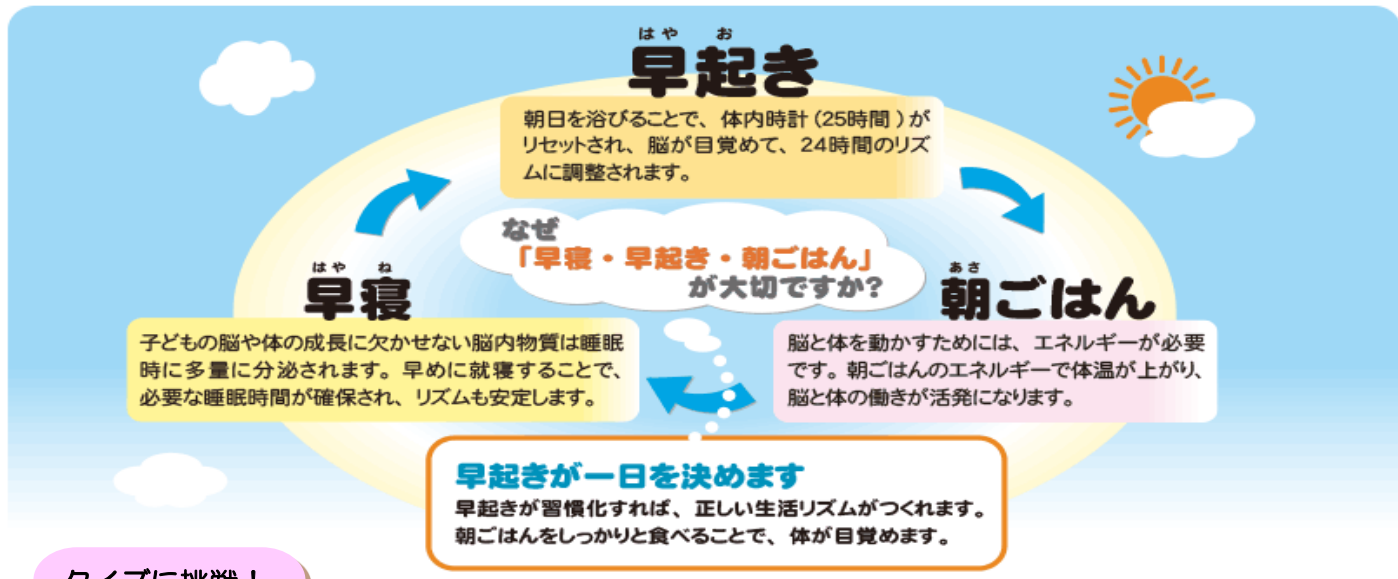 はや お
早起き
朝日を浴びることで、体内時計(25時間)が
リセットされ、脳が目覚めて、24時間のリズ
ムに調整されます。
なぜ
「早寝・早起き・朝ごはん」
が大切ですか?
はや ね
早寝
子どもの脳や体の成長に欠かせない脳内物質は睡眠
時に多量に分泌されます。早めに就寝することで、
必要な睡眠時間が確保され、リズムも安定します。
あさ
朝ごはん
脳と体を動かすためには、エネルギーが必要
です。朝ごはんのエネルギーで体温が上がり、
脳と体の働きが活発になります。
早起きが一日を決めます
早起きが習慣化すれば、正しい生活リズムがつくれます。
朝ごはんをしっかりと食べることで、体が目覚めます。
クイズに挑戦!